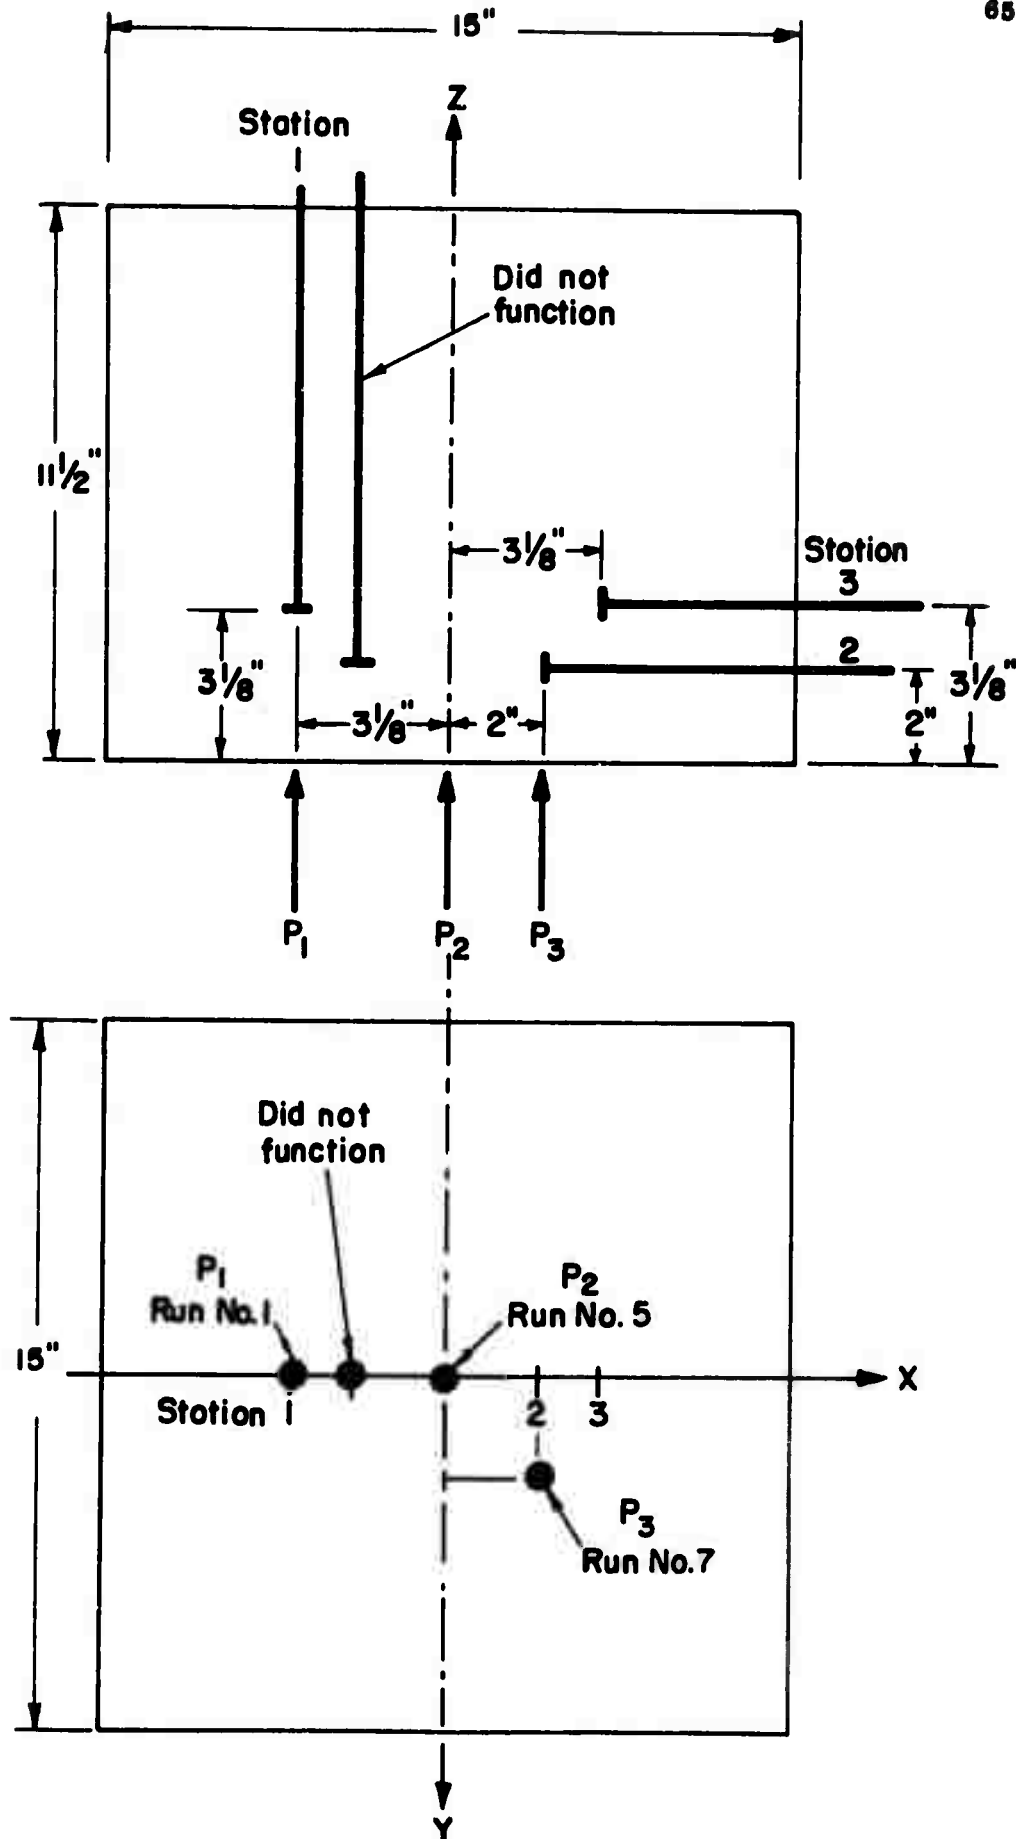 65
15"
Z
Station
1
Did not
function
11½"
3⅛"
Station
3
2
3⅛"
3⅛"
2"
3⅛"
2"
P₁
P₂
P₃
Did not
function
P₁
Run No. 1
P₂
Run No. 5
15"
X
Station 1
2
3
P₃
Run No. 7
Y